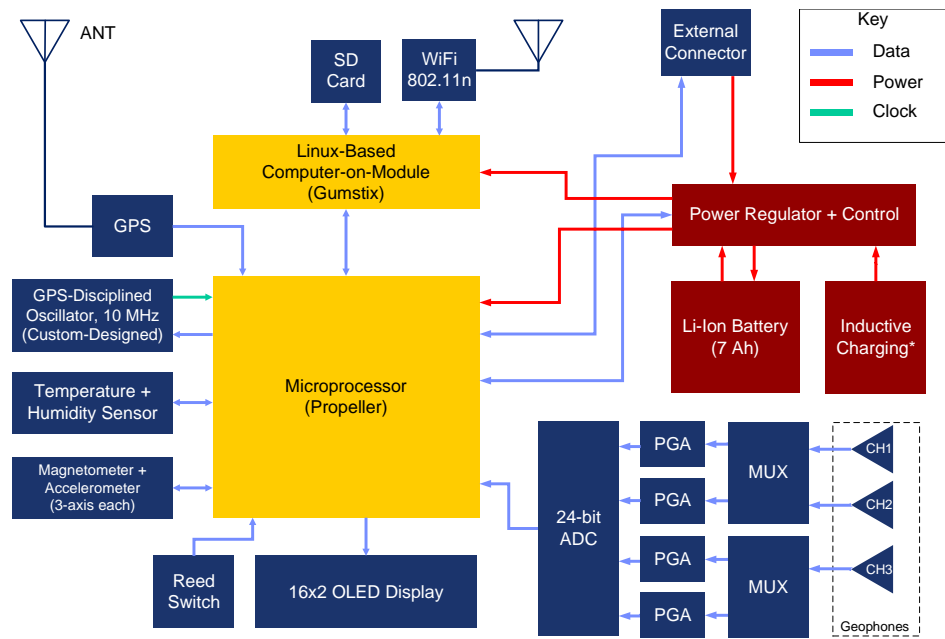 ANT
SD
Card
WiFi
802.11n
External
Connector
Key
Data
Power
Clock
Linux-Based
Computer-on-Module
(Gumstix)
GPS
Power Regulator + Control
GPS-Disciplined
Oscillator, 10 MHz
(Custom-Designed)
Li-Ion Battery
(7 Ah)
Inductive
Charging*
Temperature +
Humidity Sensor
Microprocessor
(Propeller)
Magnetometer +
Accelerometer
(3-axis each)
24-bit
ADC
PGA
PGA
PGA
PGA
MUX
MUX
CH1
CH2
CH3
Geophones
Reed
Switch
16x2 OLED Display